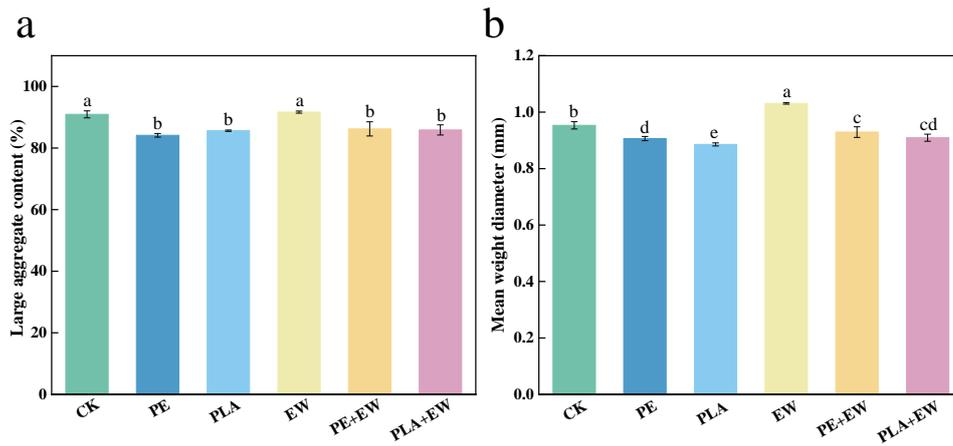 a
Large aggregate content (%)
100
80
60
40
20
0
a
b
b
a
b
b
CK
PE
PLA
EW
PE+EW
PLA+EW
b
Mean weight diameter (mm)
1.2
1.0
0.8
0.6
0.4
0.2
0.0
b
d
e
a
c
cd
CK
PE
PLA
EW
PE+EW
PLA+EW